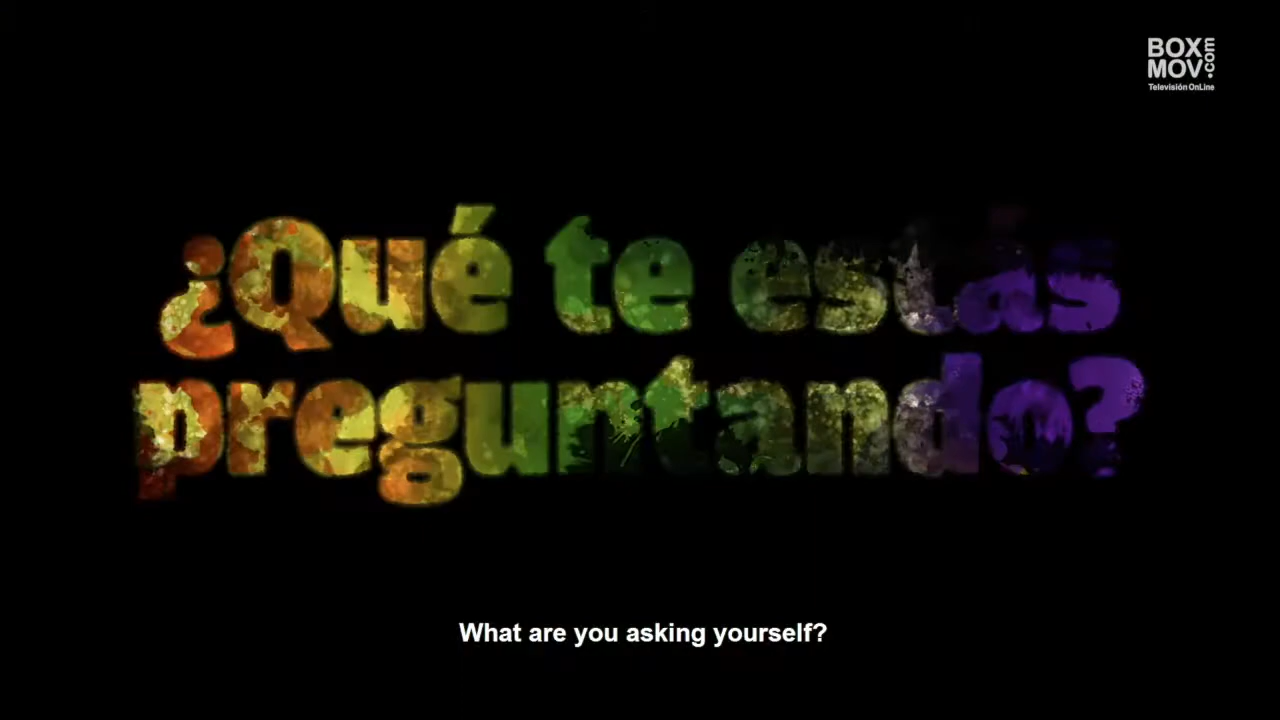 BOX
MOV.com
Televisión OnLine
¿Qué te estás
preguntando?
What are you asking yourself?